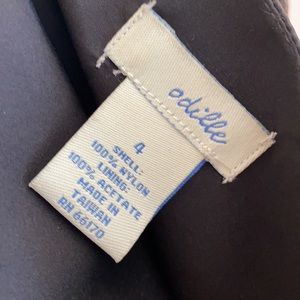 odille
4
SHELL:
100% NYLON
LINING:
100% ACETATE
MADE IN
TAIWAN
RN 66170